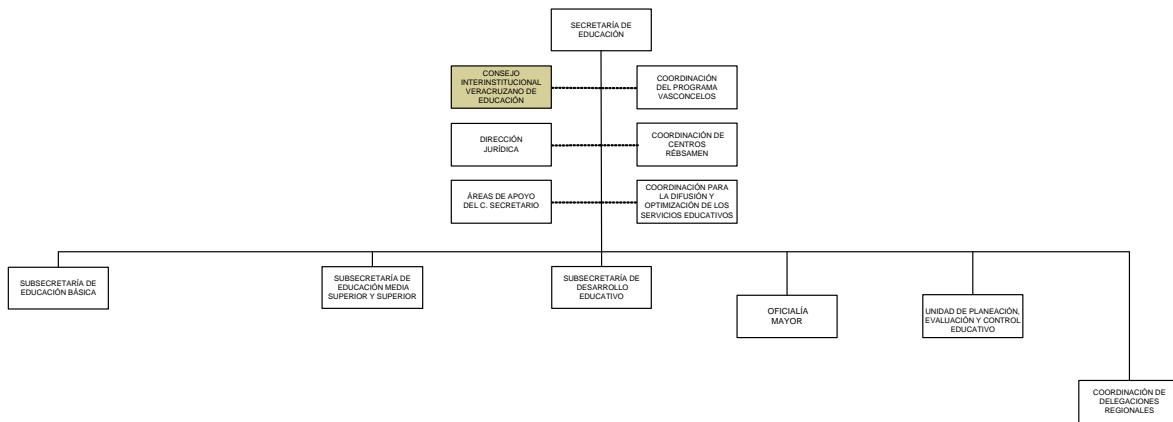 SECRETARÍA DE
EDUCACIÓN
CONSEJO
INTERINSTITUCIONAL
VERACRUZANO DE
EDUCACIÓN
COORDINACIÓN
DEL PROGRAMA
VASCONCELOS
DIRECCIÓN
JURÍDICA
COORDINACIÓN DE
CENTROS
RÉBSAMEN
ÁREAS DE APOYO
DEL C. SECRETARIO
COORDINACIÓN PARA
LA DIFUSIÓN Y
OPTIMIZACIÓN DE LOS
SERVICIOS EDUCATIVOS
SUBSECRETARÍA DE
EDUCACIÓN BÁSICA
SUBSECRETARÍA DE
EDUCACIÓN MEDIA
SUPERIOR Y SUPERIOR
SUBSECRETARÍA DE
DESARROLLO
EDUCATIVO
OFICIALÍA
MAYOR
UNIDAD DE PLANEACIÓN,
EVALUACIÓN Y CONTROL
EDUCATIVO
COORDINACIÓN DE
DELEGACIONES
REGIONALES